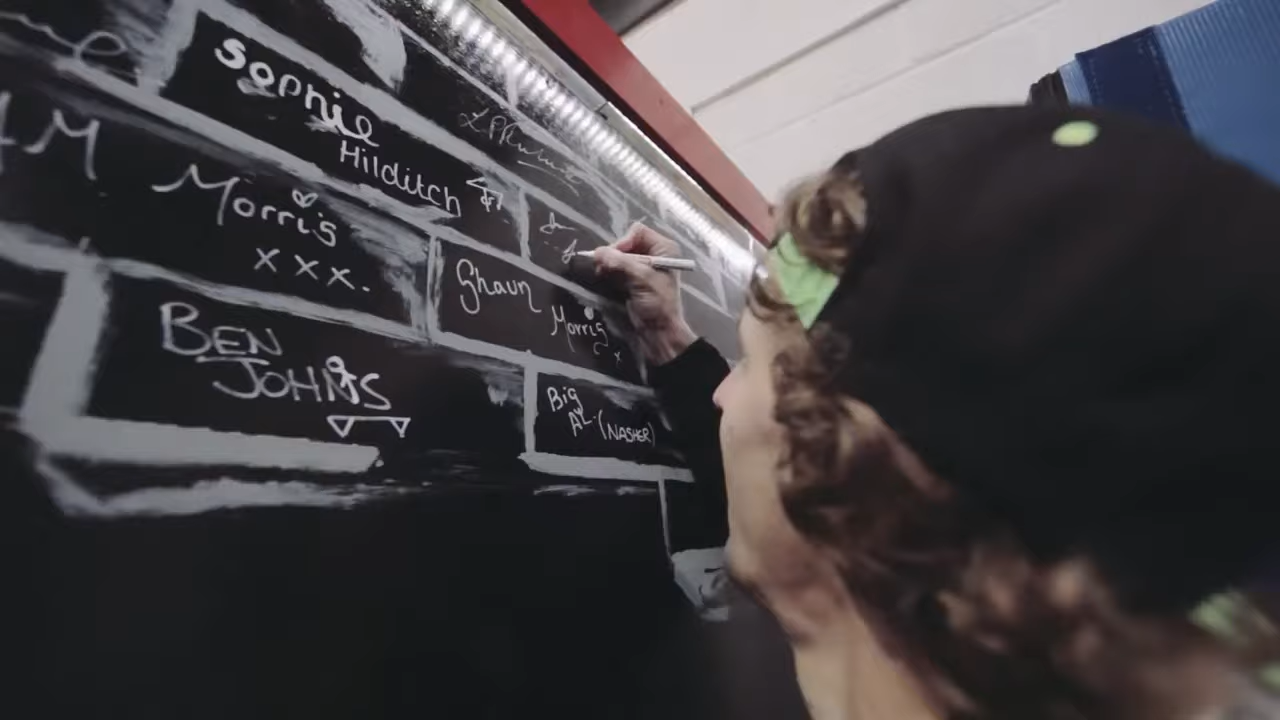 Sophie
Hilditch
M
Morris
x x x.
Shaun
Morris
x
BEN
JOHNS
BIG
AL (NASHER)